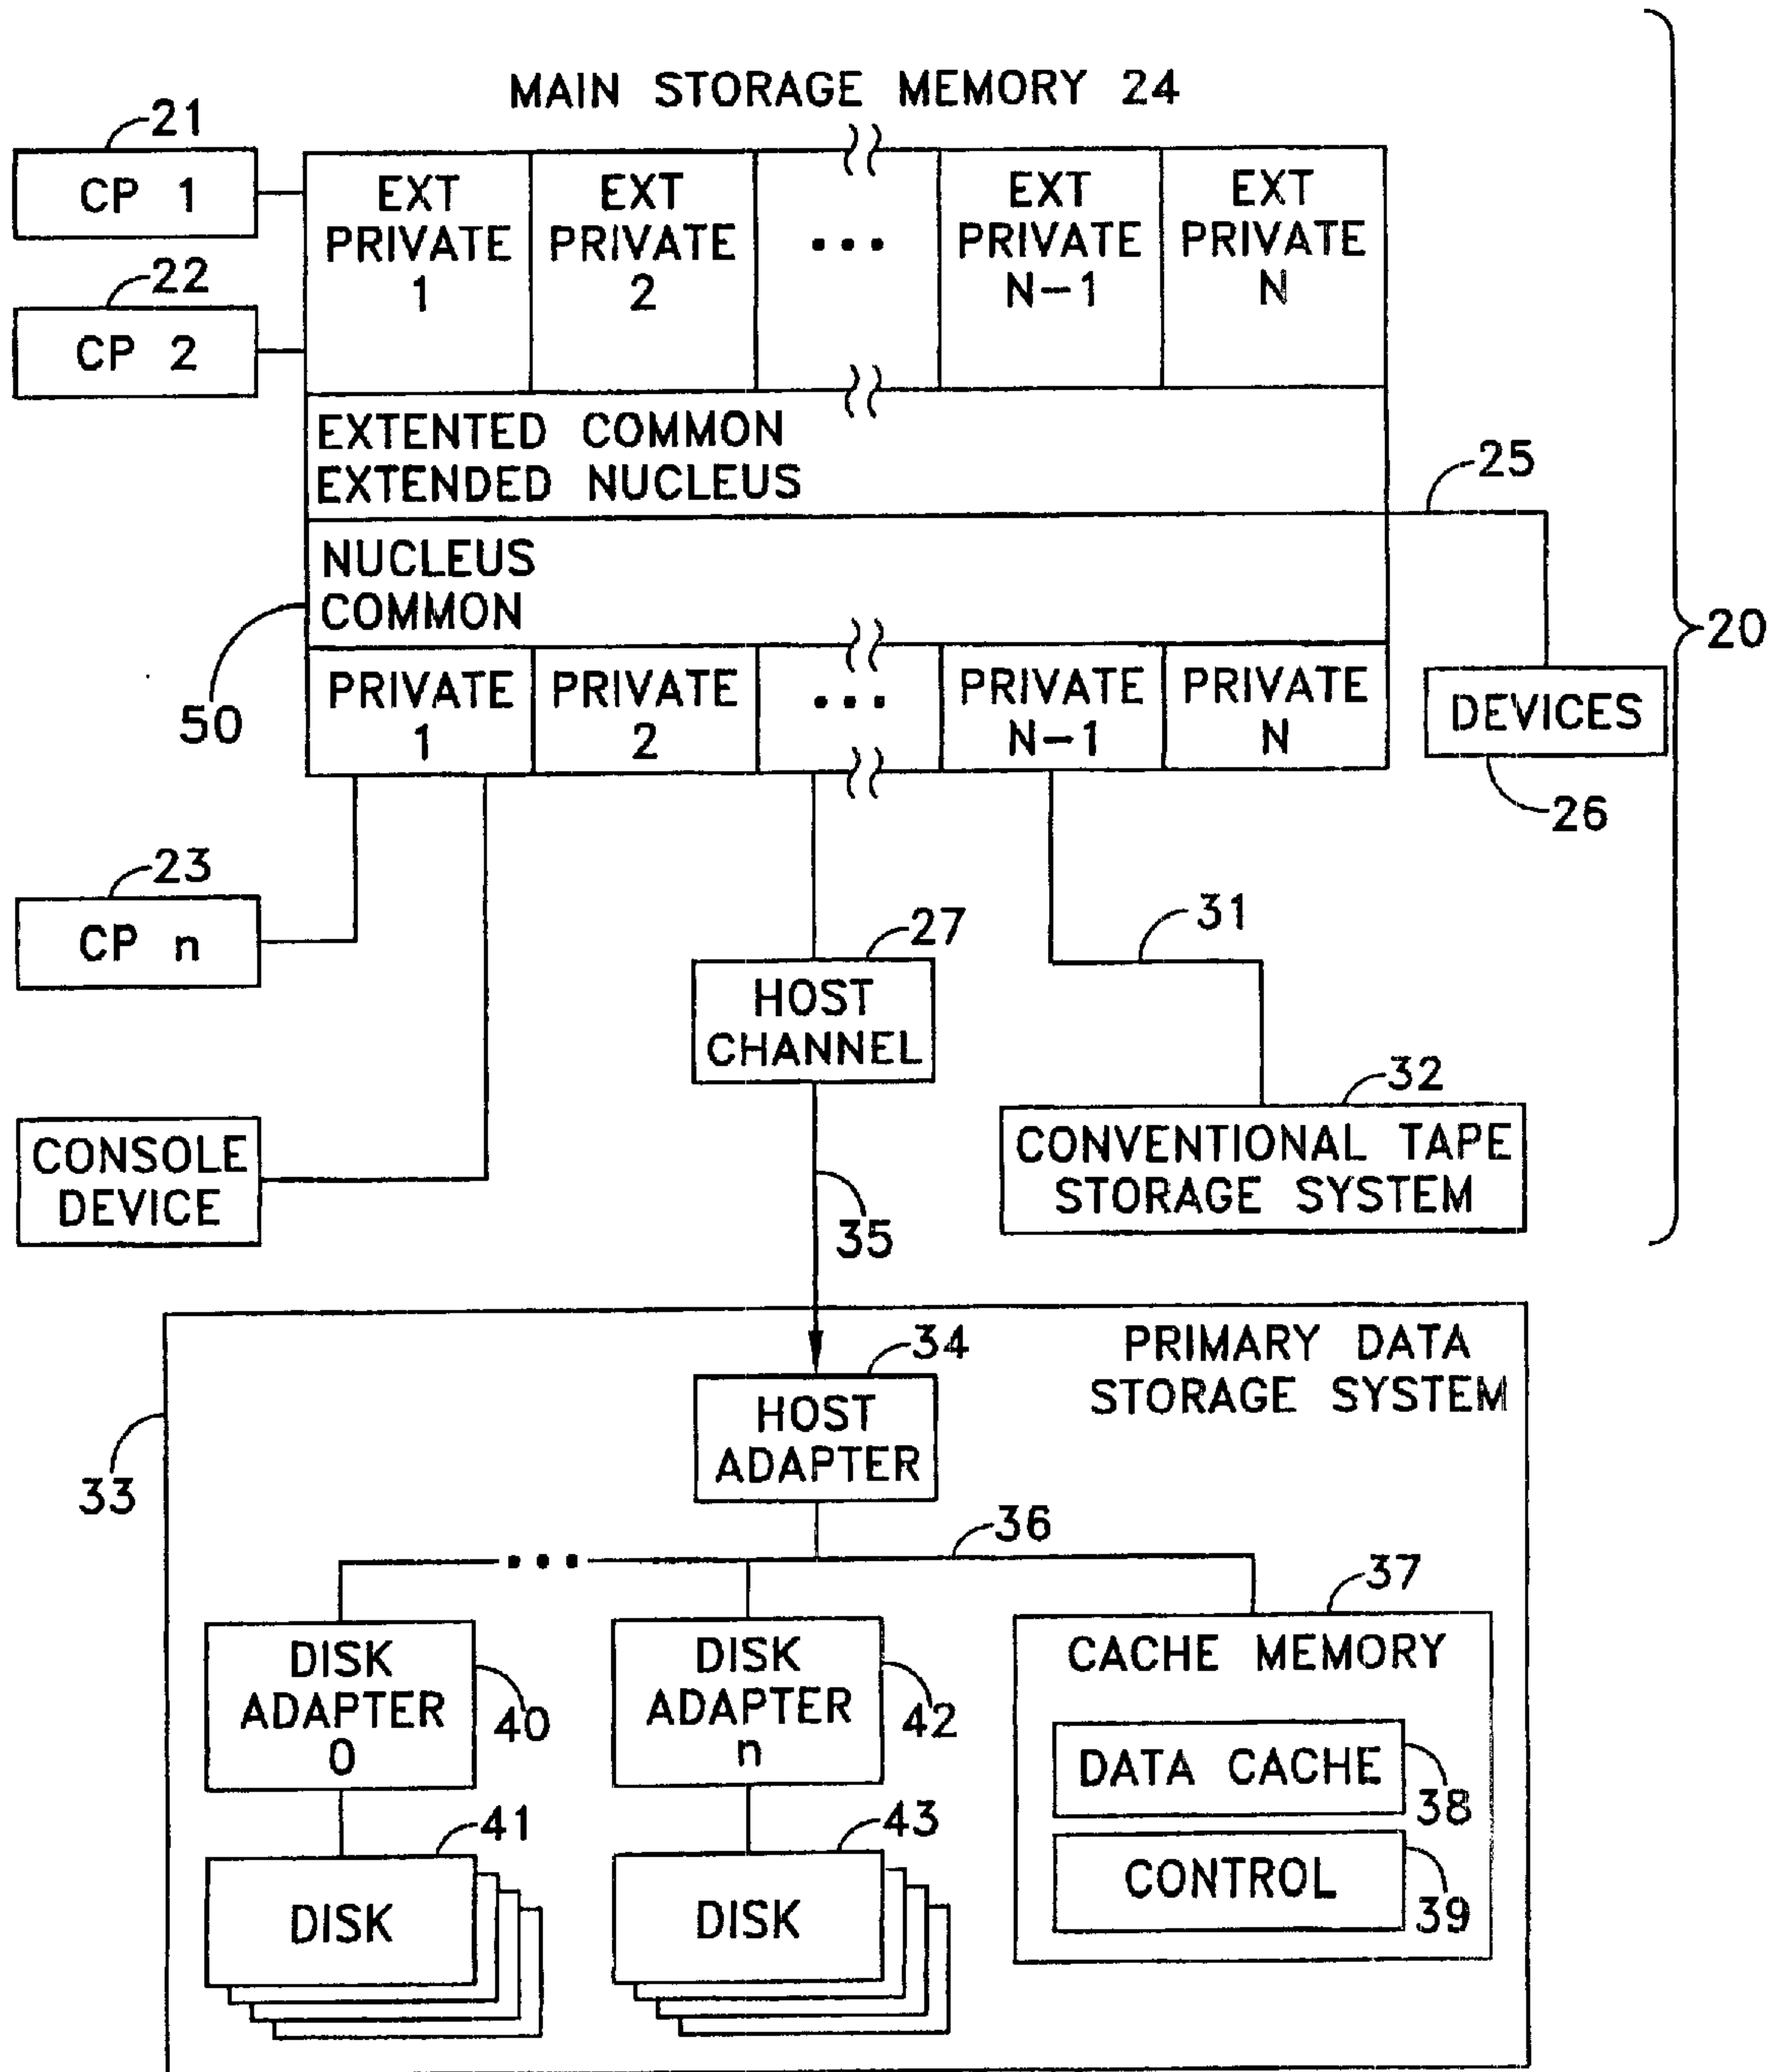 MAIN STORAGE MEMORY 24
21
CP 1
22
CP 2
EXT
PRIVATE
1
EXT
PRIVATE
2
...
EXT
PRIVATE
N-1
EXT
PRIVATE
N
EXTENTED COMMON
EXTENDED NUCLEUS
25
NUCLEUS
COMMON
50
PRIVATE
1
PRIVATE
2
...
PRIVATE
N-1
PRIVATE
N
DEVICES
26
20
23
CP n
27
HOST
CHANNEL
31
32
CONVENTIONAL TAPE
STORAGE SYSTEM
CONSOLE
DEVICE
35
PRIMARY DATA
STORAGE SYSTEM
33
34
HOST
ADAPTER
36
...
37
DISK
ADAPTER
0
40
DISK
ADAPTER
n
42
CACHE MEMORY
DATA CACHE
38
CONTROL
39
41
DISK
43
DISK